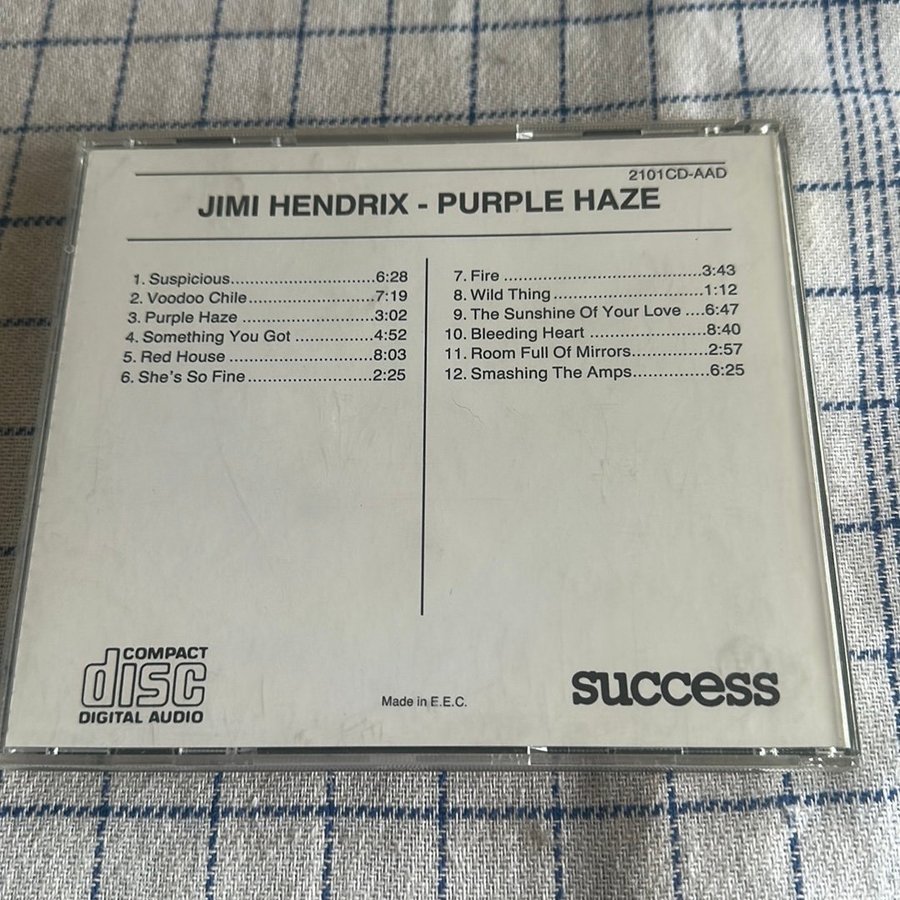 2101CD-AAD
JIMI HENDRIX - PURPLE HAZE
1. Suspicious..............................6:28
2. Voodoo Chile..........................7:19
3. Purple Haze ...........................3:02
4. Something You Got ................4:52
5. Red House .............................8:03
6. She's So Fine..........................2:25
7. Fire .........................................3:43
8. Wild Thing...............................1:12
9. The Sunshine Of Your Love ....6:47
10. Bleeding Heart .........................8:40
11. Room Full Of Mirrors................2:57
12. Smashing The Amps................6:25
COMPACT
disc
DIGITAL AUDIO
Made in E.E.C.
success